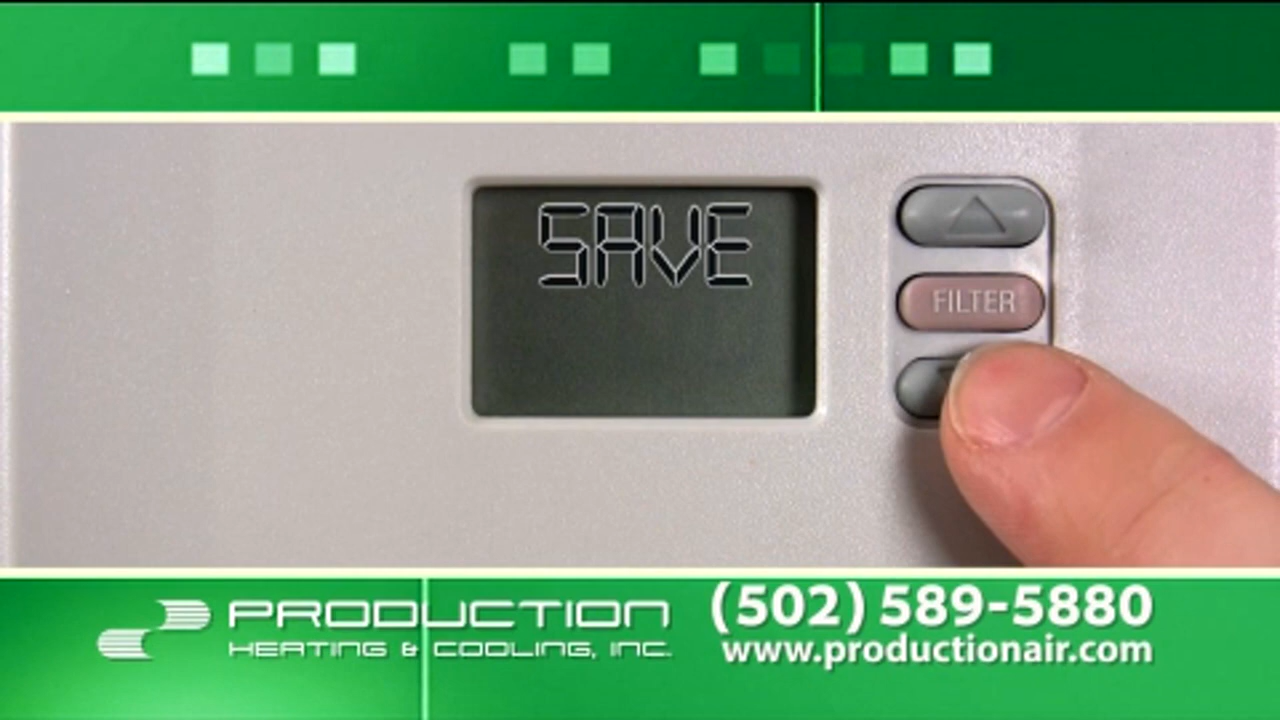 SAVE
FILTER
PRODUCTION
HEATING & COOLING, INC.
(502) 589-5880
www.productionair.com